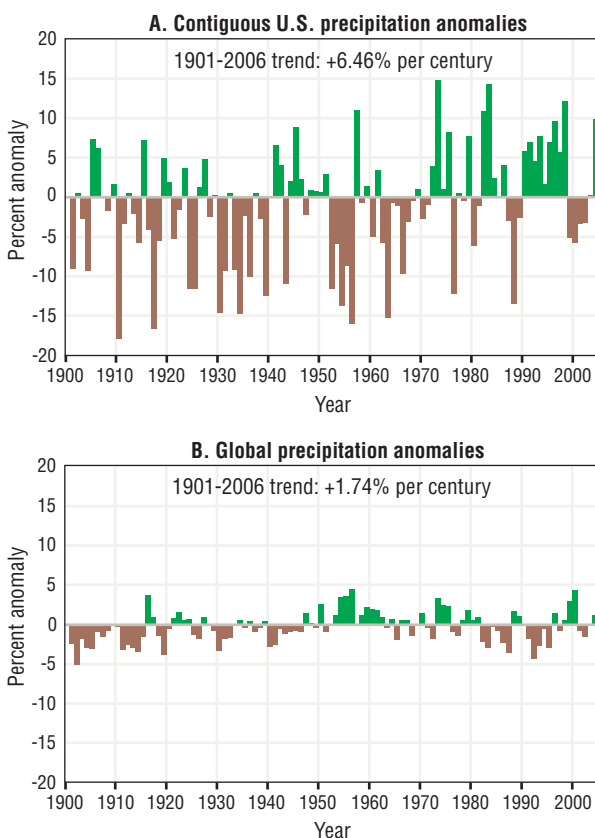 A. Contiguous U.S. precipitation anomalies
1901-2006 trend: +6.46% per century
Percent anomaly
20
15
10
5
0
-5
-10
-15
-20
1900 1910 1920 1930 1940 1950 1960 1970 1980 1990 2000
Year
B. Global precipitation anomalies
1901-2006 trend: +1.74% per century
Percent anomaly
20
15
10
5
0
-5
-10
-15
-20
1900 1910 1920 1930 1940 1950 1960 1970 1980 1990 2000
Year